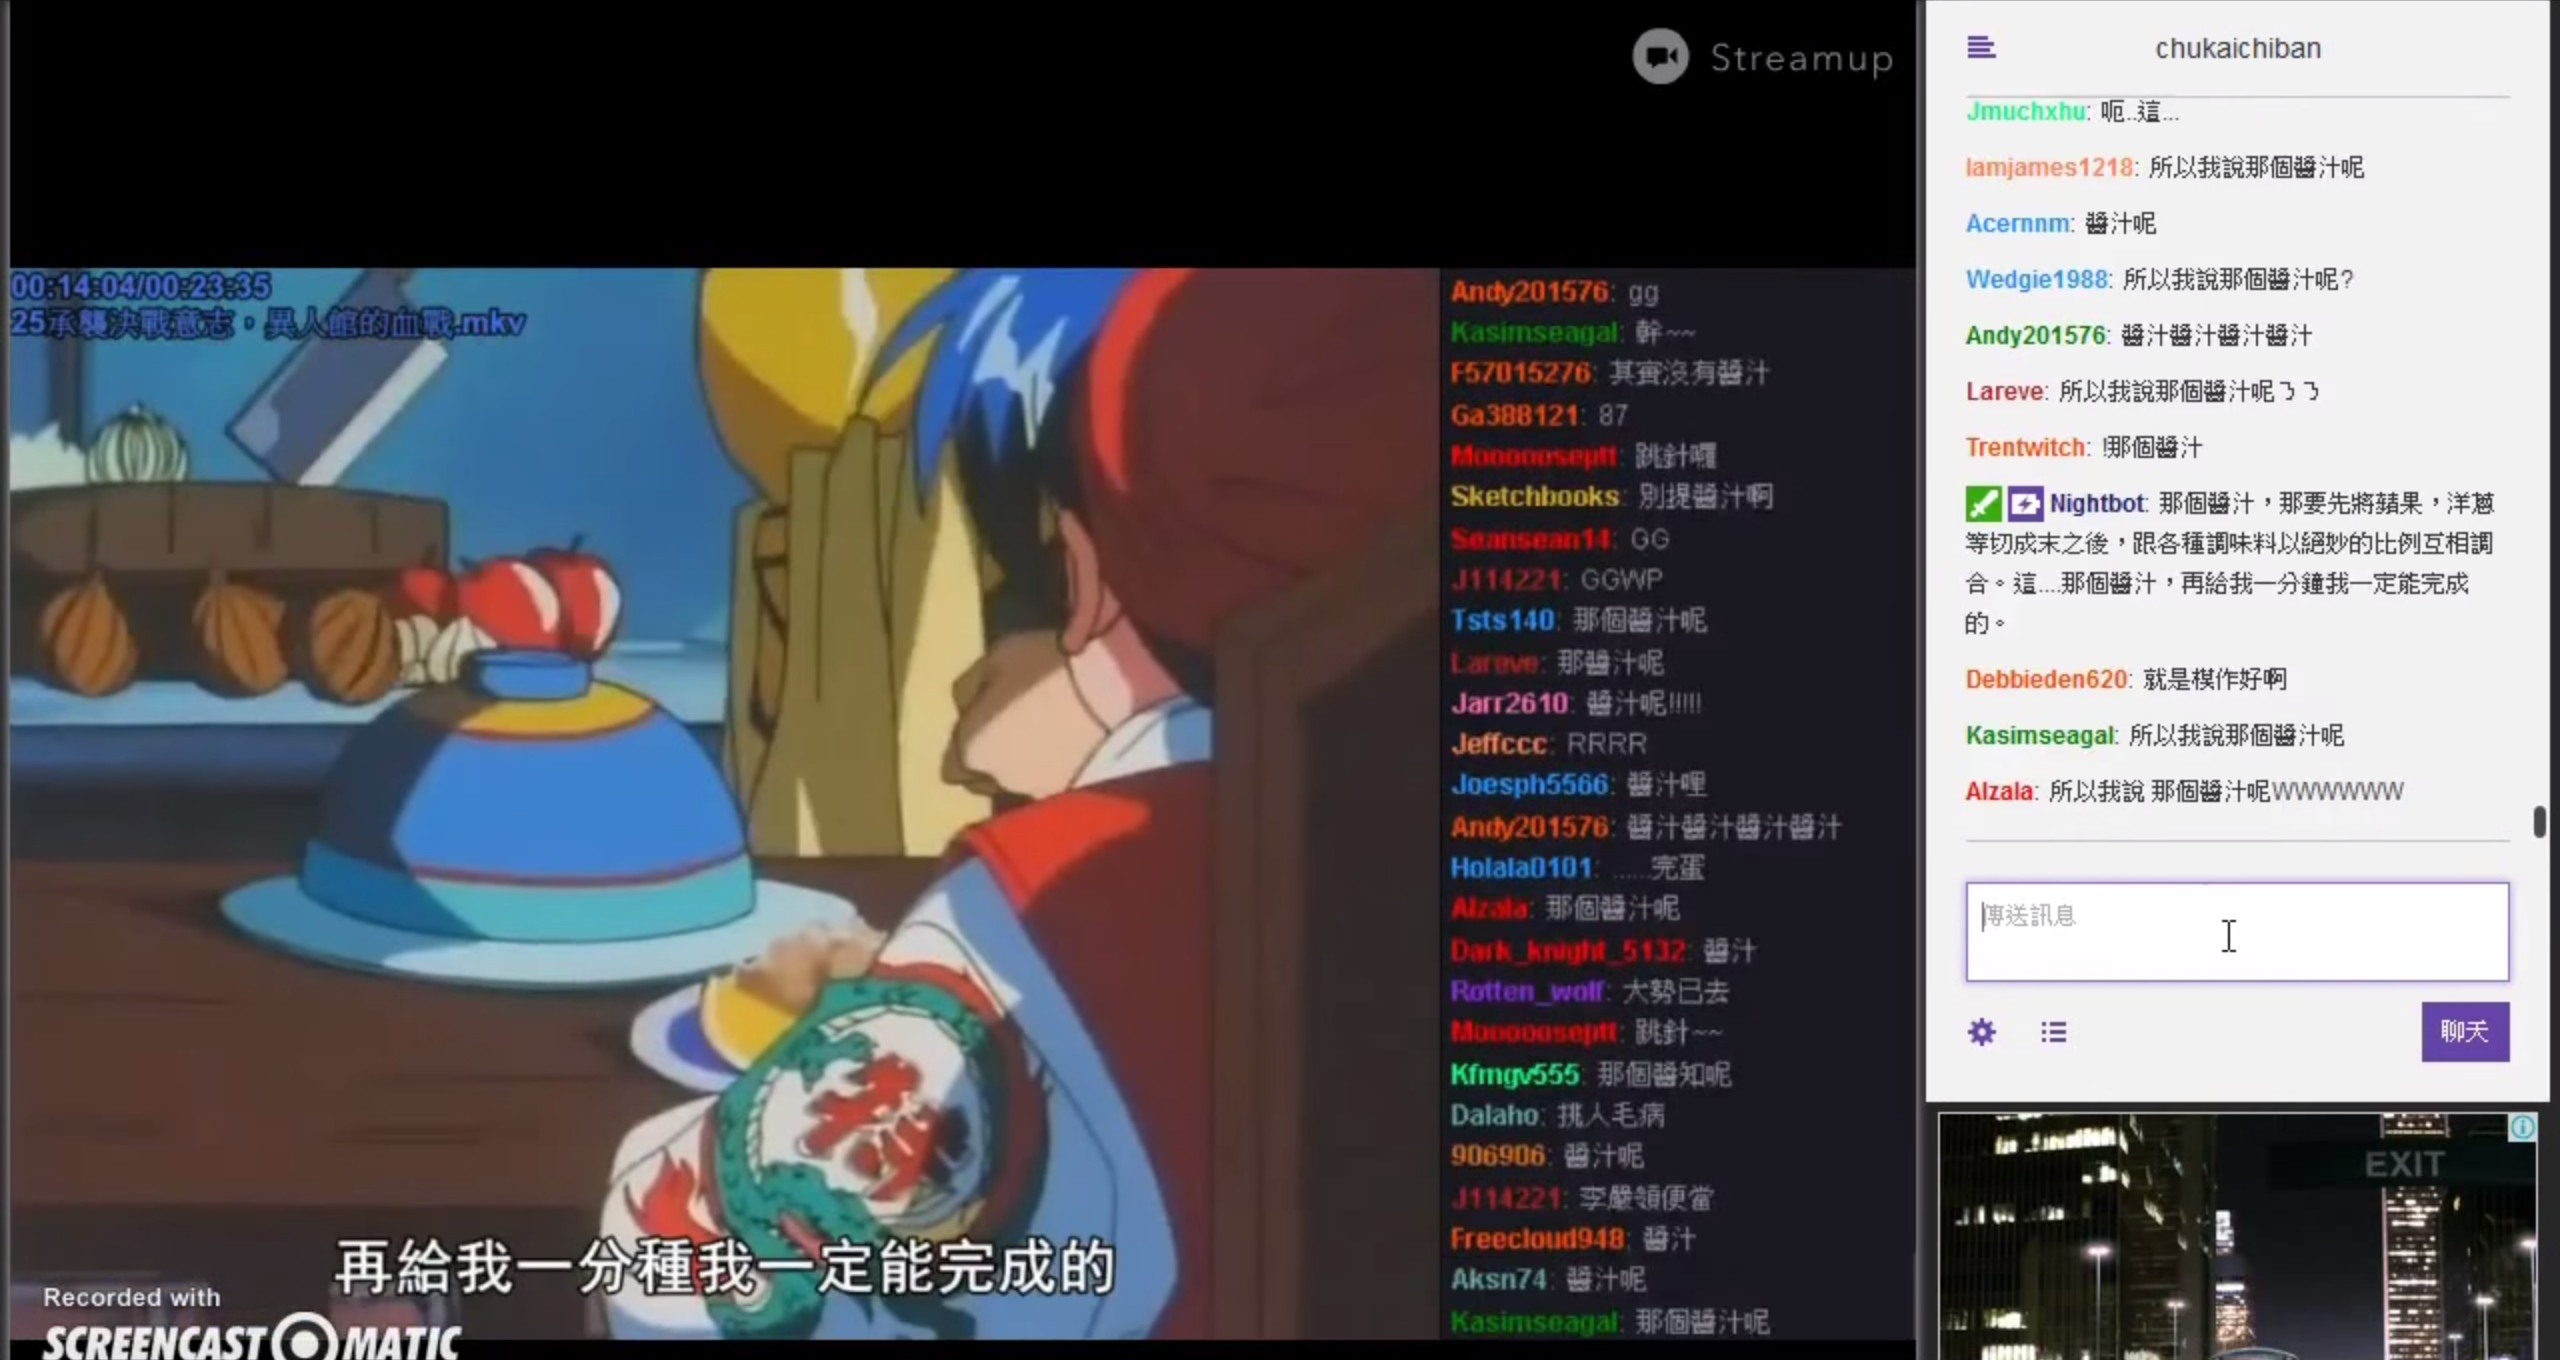 Streamup
00:14:04/00:23:35
25承襲決戰意志，異人館的血戰.mkv
再給我一分種我一定能完成的
Recorded with
SCREENCAST MATIC
Andy201576: gg
Kasimseagal: 幹~~
F57015276: 其實沒有醬汁
Ga388121: 87
Moooooseptt: 跳針喔
Sketchbooks: 別提醬汁啊
Seansean14: GG
J114221: GGWP
Tsts140: 那個醬汁呢
Lareve: 那醬汁呢
Jarr2610: 醬汁呢!!!!!
Jeffccc: RRRR
Joesph5566: 醬汁哩
Andy201576: 醬汁醬汁醬汁醬汁
Holala0101: ......完蛋
Alzala: 那個醬汁呢
Dark_knight_5132: 醬汁
Rotten_wolf: 大勢已去
Moooooseptt: 跳針~~
Kfmgv555: 那個醬知呢
Dalaho: 挑人毛病
906906: 醬汁呢
J114221: 李嚴領便當
Freecloud948: 醬汁
Aksn74: 醬汁呢
Kasimseagal: 那個醬汁呢
chukaichiban
Jmuchxhu: 呃..這...
Iamjames1218: 所以我說那個醬汁呢
Acernnm: 醬汁呢
Wedgie1988: 所以我說那個醬汁呢?
Andy201576: 醬汁醬汁醬汁醬汁
Lareve: 所以我說那個醬汁呢ㄋㄋ
Trentwitch: !那個醬汁
Nightbot: 那個醬汁，那要先將蘋果，洋蔥
等切成末之後，跟各種調味料以絕妙的比例互相調
合。這....那個醬汁，再給我一分鐘我一定能完成
的。
Debbieden620: 就是模作好啊
Kasimseagal: 所以我說那個醬汁呢
Alzala: 所以我說 那個醬汁呢WWWWWW
傳送訊息
聊天
EXIT